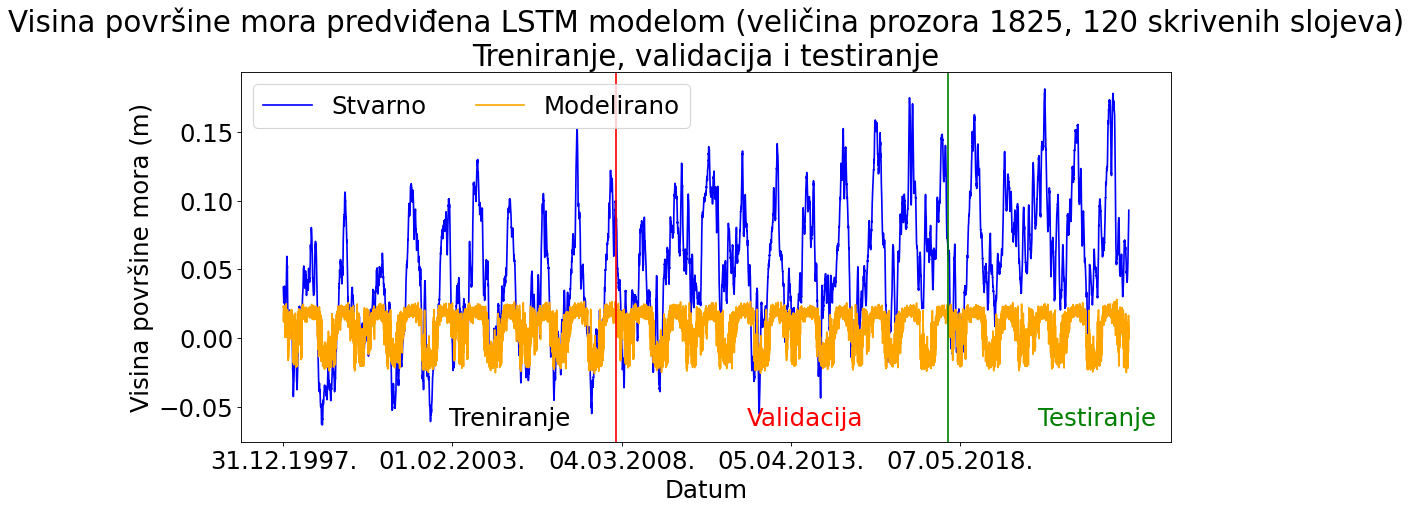 Visina površine mora predviđena LSTM modelom (veličina prozora 1825, 120 skrivenih slojeva)
Treniranje, validacija i testiranje
Stvarno
Modelirano
Visina površine mora (m)
0.15
0.10
0.05
0.00
−0.05
Treniranje
Validacija
Testiranje
31.12.1997.
01.02.2003.
04.03.2008.
05.04.2013.
07.05.2018.
Datum